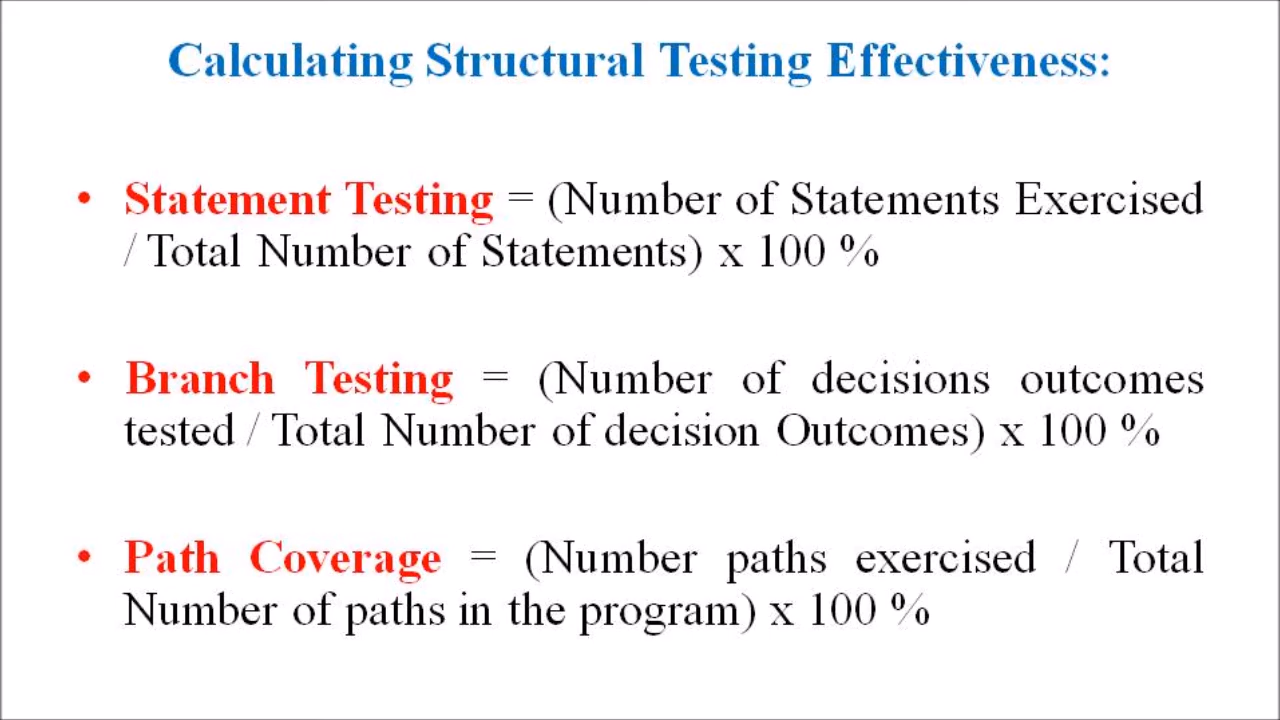 Calculating Structural Testing Effectiveness:
• Statement Testing = (Number of Statements Exercised
/ Total Number of Statements) x 100 %
• Branch Testing = (Number of decisions outcomes
tested / Total Number of decision Outcomes) x 100 %
• Path Coverage = (Number paths exercised / Total
Number of paths in the program) x 100 %